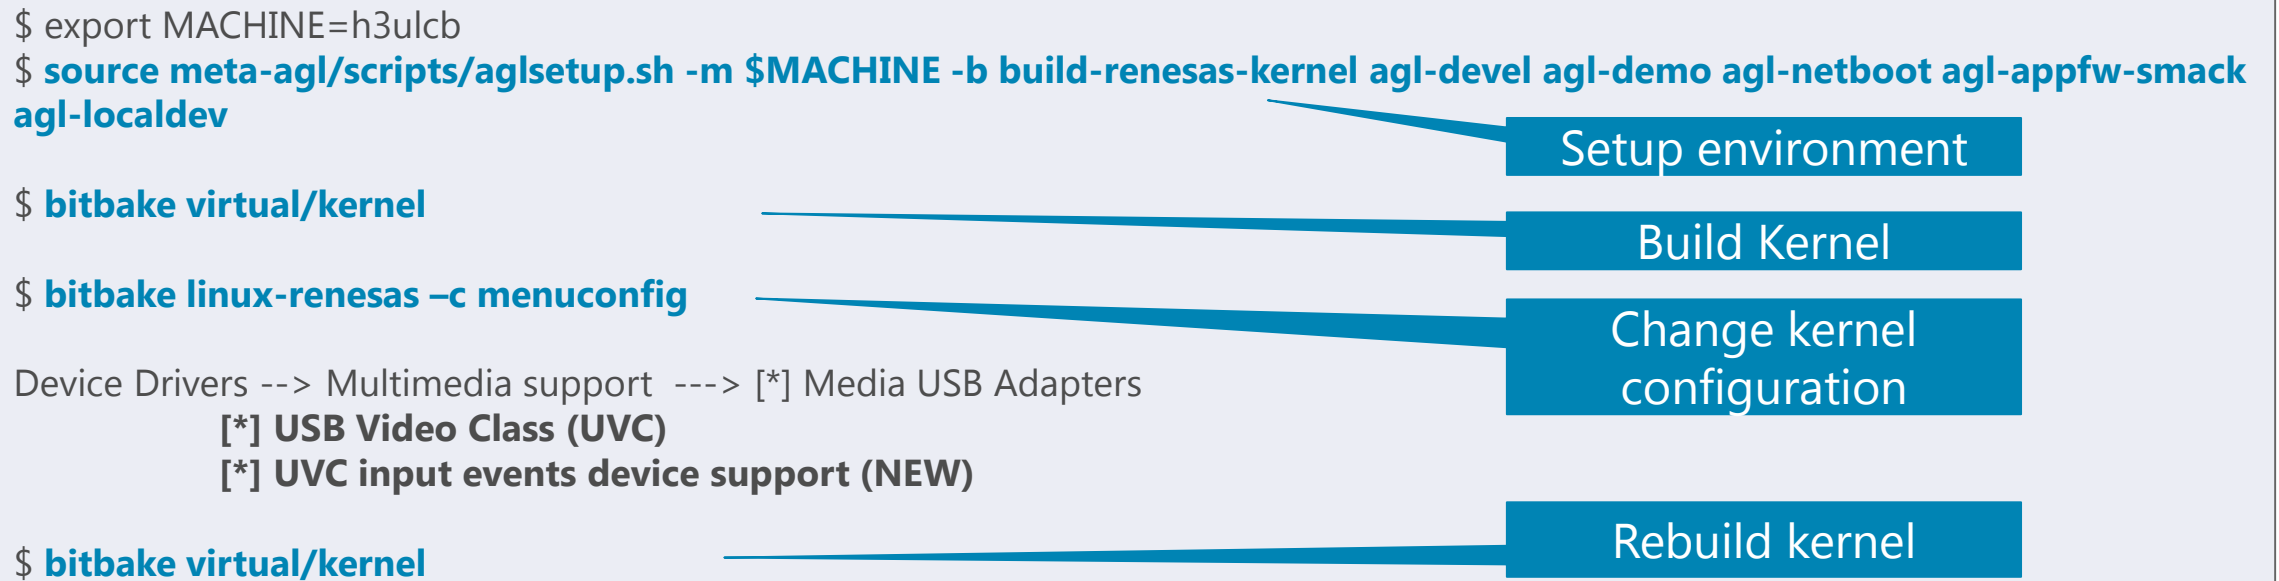 $ export MACHINE=h3ulcb
$ source meta-agl/scripts/aglsetup.sh -m $MACHINE -b build-renesas-kernel agl-devel agl-demo agl-netboot agl-appfw-smack
agl-localdev
Setup environment
$ bitbake virtual/kernel
Build Kernel
$ bitbake linux-renesas –c menuconfig
Change kernel
configuration
Device Drivers --> Multimedia support ---> [*] Media USB Adapters
[*] USB Video Class (UVC)
[*] UVC input events device support (NEW)
Rebuild kernel
$ bitbake virtual/kernel